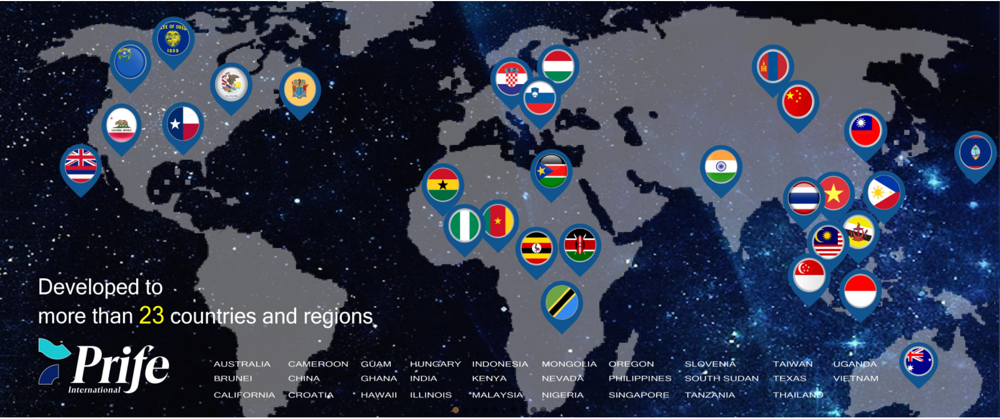 TE OF OREG
1859
ILLINOIS
CALIFORNIA REPUBLIC
Developed to
more than 23 countries and regions
Prife
International
AUSTRALIA CAMEROON GUAM HUNGARY INDONESIA MONGOLIA OREGON SLOVENIA TAIWAN UGANDA
BRUNEI CHINA GHANA INDIA KENYA NEVADA PHILIPPINES SOUTH SUDAN TEXAS VIETNAM
CALIFORNIA CROATIA HAWAII ILLINOIS MALAYSIA NIGERIA SINGAPORE TANZANIA THAILAND